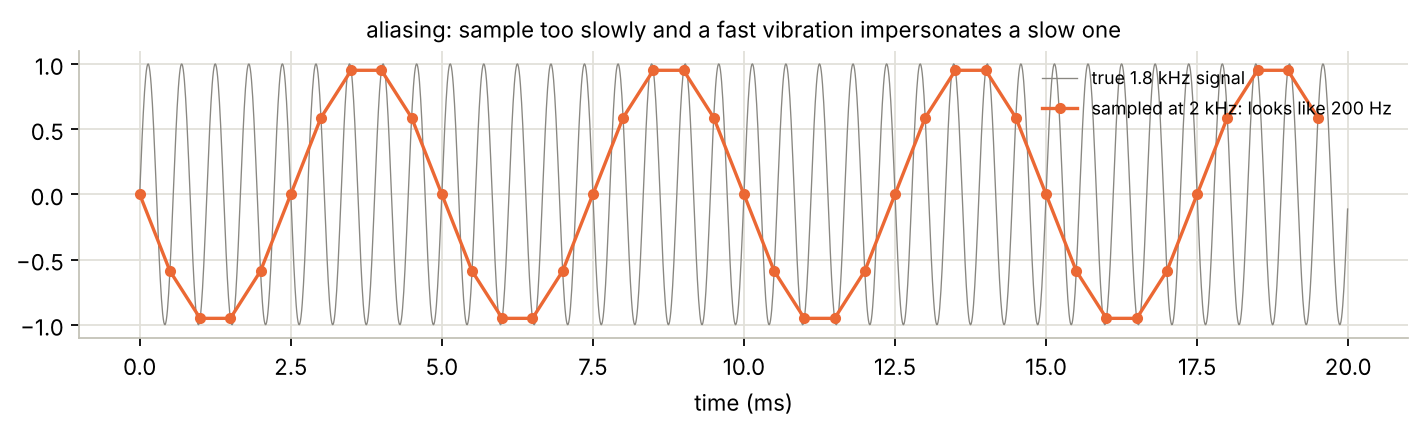 aliasing: sample too slowly and a fast vibration impersonates a slow one
1.0
0.5
0.0
−0.5
−1.0
true 1.8 kHz signal
sampled at 2 kHz: looks like 200 Hz
0.0 2.5 5.0 7.5 10.0 12.5 15.0 17.5 20.0
time (ms)